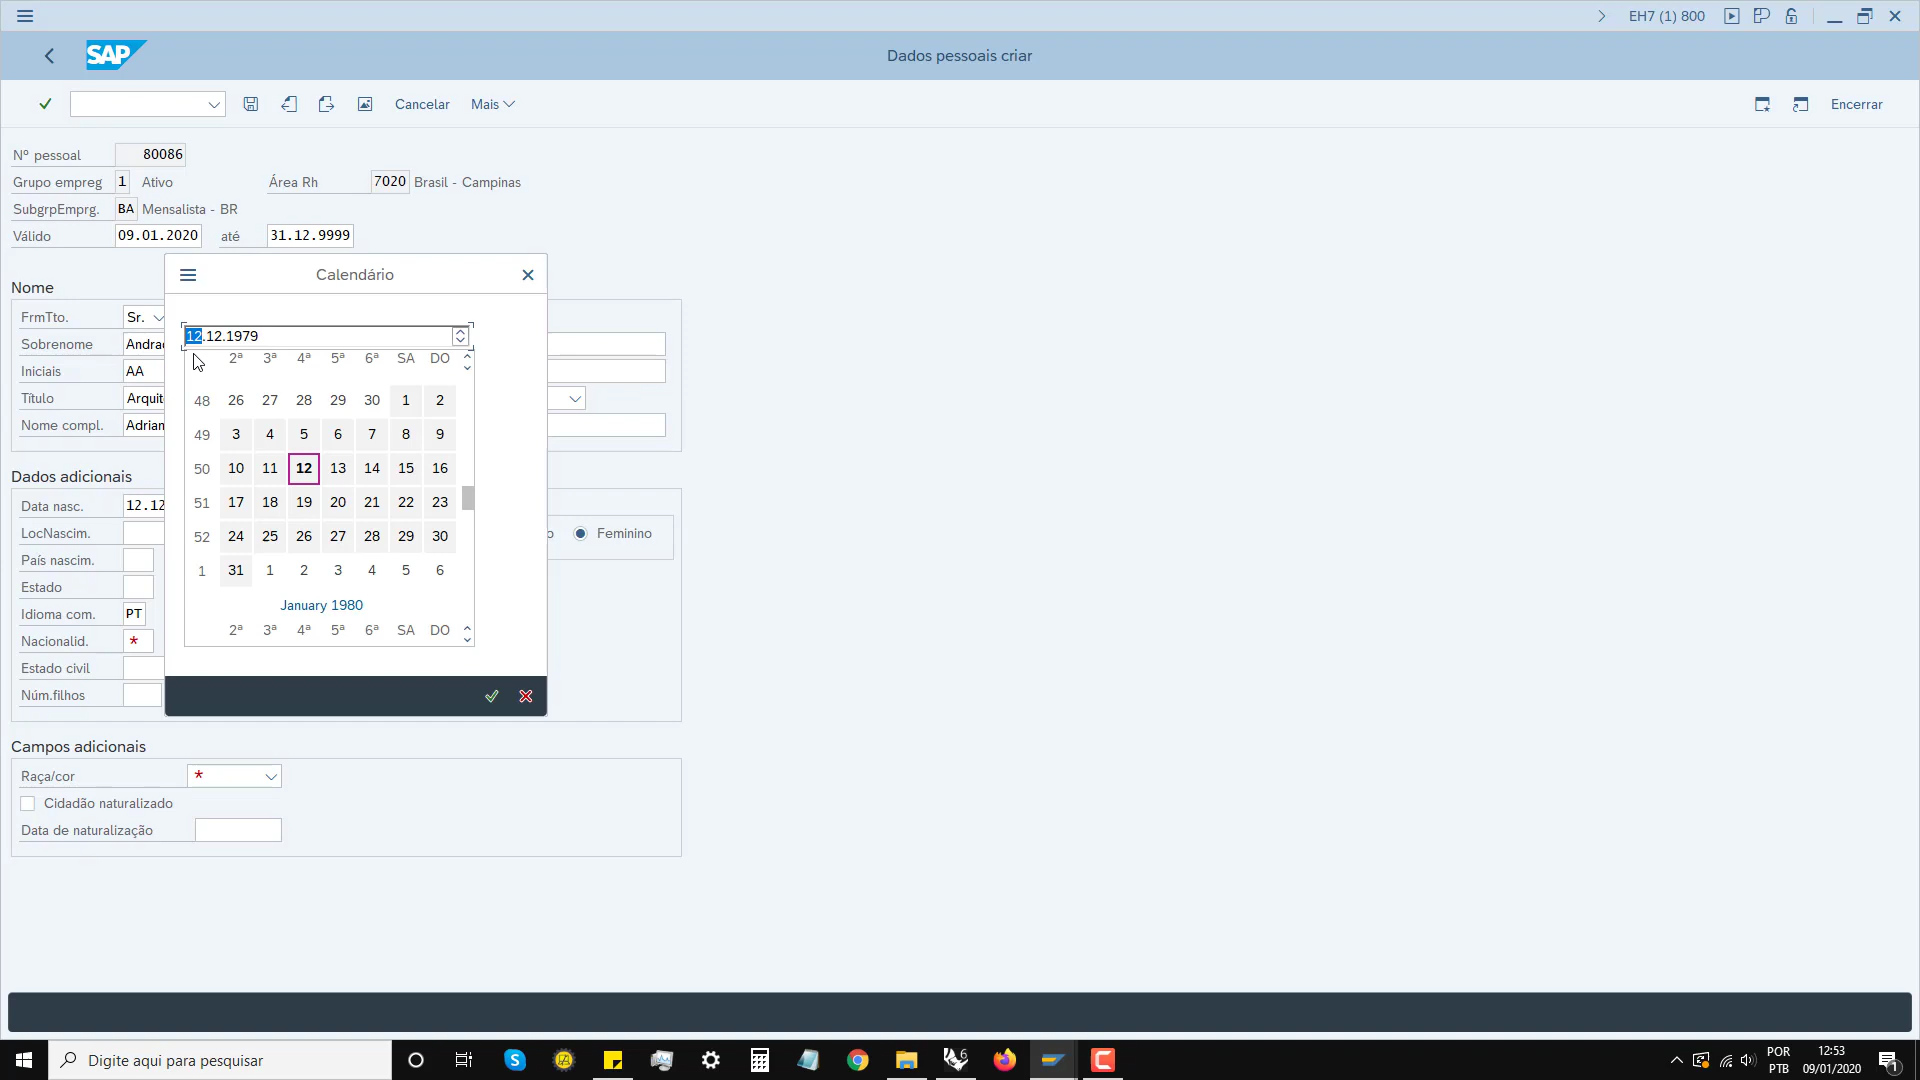 EH7 (1) 800
SAP
Dados pessoais criar
Cancelar Mais
Encerrar
Nº pessoal 80086
Grupo empreg 1 Ativo Área Rh 7020 Brasil - Campinas
SubgrpEmprg. BA Mensalista - BR
Válido 09.01.2020 até 31.12.9999
Calendário
Nome
FrmTto. Sr.
12.12.1979
Sobrenome Andrad
2ª 3ª 4ª 5ª 6ª SA DO
Iniciais AA
Título Arquit
48 26 27 28 29 30 1 2
Nome compl. Adrian
49 3 4 5 6 7 8 9
50 10 11 12 13 14 15 16
Dados adicionais
51 17 18 19 20 21 22 23
Data nasc. 12.12
LocNascim.
52 24 25 26 27 28 29 30
o Feminino
País nascim.
1 31 1 2 3 4 5 6
Estado
January 1980
Idioma com. PT
2ª 3ª 4ª 5ª 6ª SA DO
Nacionalid. *
Estado civil
Núm.filhos
Campos adicionais
Raça/cor *
Cidadão naturalizado
Data de naturalização
Digite aqui para pesquisar
POR
PTB
12:53
09/01/2020
1